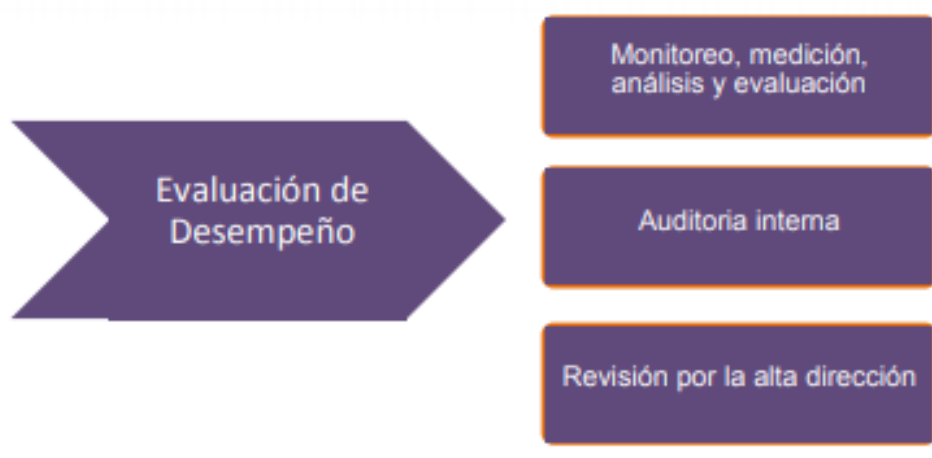 Evaluación de
Desempeño
Monitoreo, medición,
análisis y evaluación
Auditoria interna
Revisión por la alta dirección